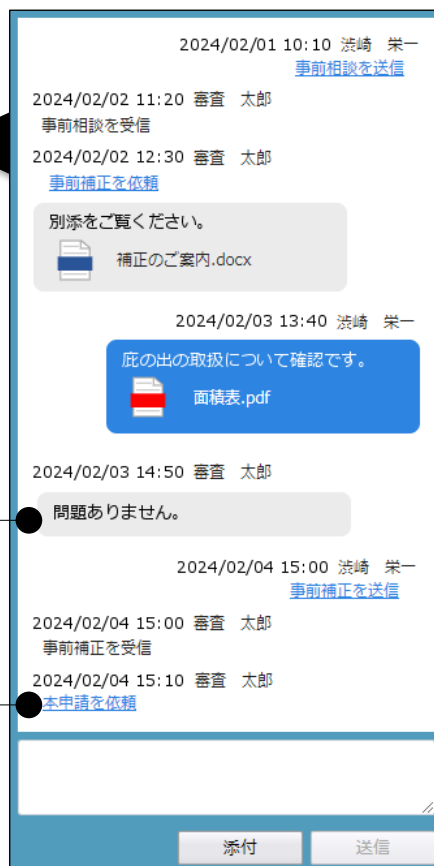 2024/02/01 10:10 渋崎 栄一
事前相談を送信
2024/02/02 11:20 審査 太郎
事前相談を受信
2024/02/02 12:30 審査 太郎
事前補正を依頼
別添をご覧ください。
補正のご案内.docx
2024/02/03 13:40 渋崎 栄一
庇の出の取扱について確認です。
面積表.pdf
2024/02/03 14:50 審査 太郎
問題ありません。
2024/02/04 15:00 渋崎 栄一
事前補正を送信
2024/02/04 15:00 審査 太郎
事前補正を受信
2024/02/04 15:10 審査 太郎
本申請を依頼
添付 送信